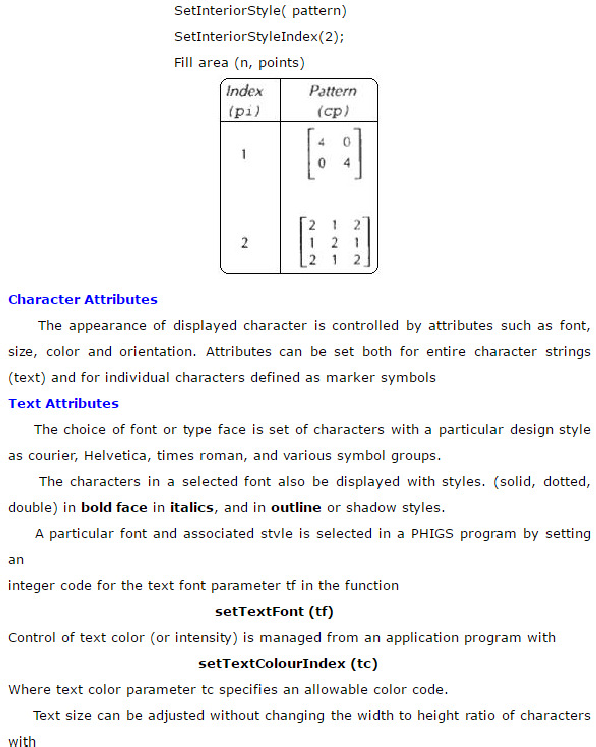 SetInteriorStyle( pattern)
SetInteriorStyleIndex(2);
Fill area (n, points)
Index Pattern
(pi) (cp)
4 0
1
0 4
2 1 2
2 1 2 1
2 1 2
Character Attributes
The appearance of displayed character is controlled by attributes such as font,
size, color and orientation. Attributes can be set both for entire character strings
(text) and for individual characters defined as marker symbols
Text Attributes
The choice of font or type face is set of characters with a particular design style
as courier, Helvetica, times roman, and various symbol groups.
The characters in a selected font also be displayed with styles. (solid, dotted,
double) in bold face in italics, and in outline or shadow styles.
A particular font and associated stvle is selected in a PHIGS program by setting
an
integer code for the text font parameter tf in the function
setTextFont (tf)
Control of text color (or intensity) is managed from an application program with
setTextColourIndex (tc)
Where text color parameter tc specifies an allowable color code.
Text size can be adjusted without changing the width to height ratio of characters
with